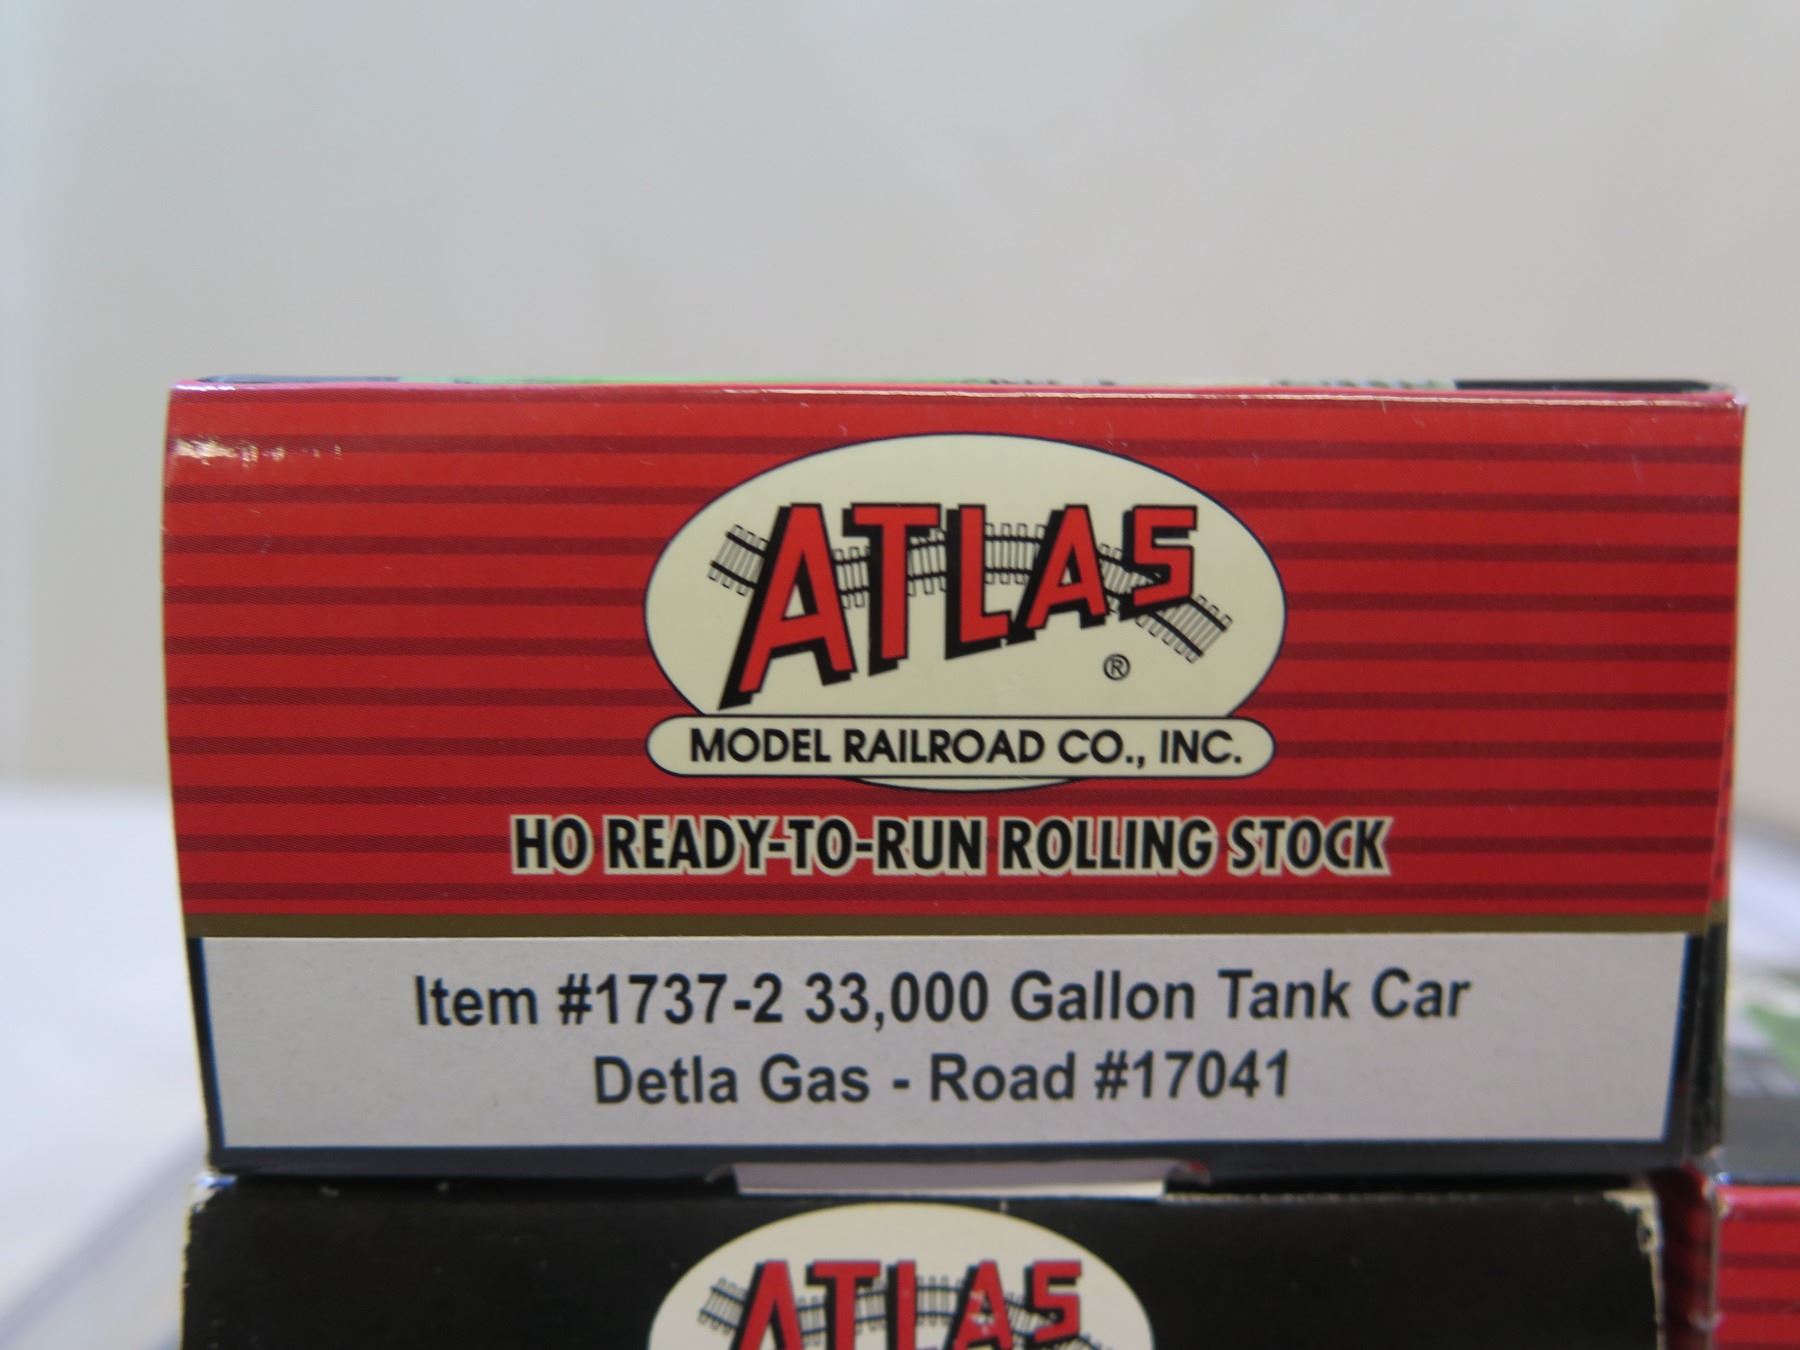 ATLAS
®
MODEL RAILROAD CO., INC.
HO READY-TO-RUN ROLLING STOCK
Item #1737-2 33,000 Gallon Tank Car
Detla Gas - Road #17041
ATLAS